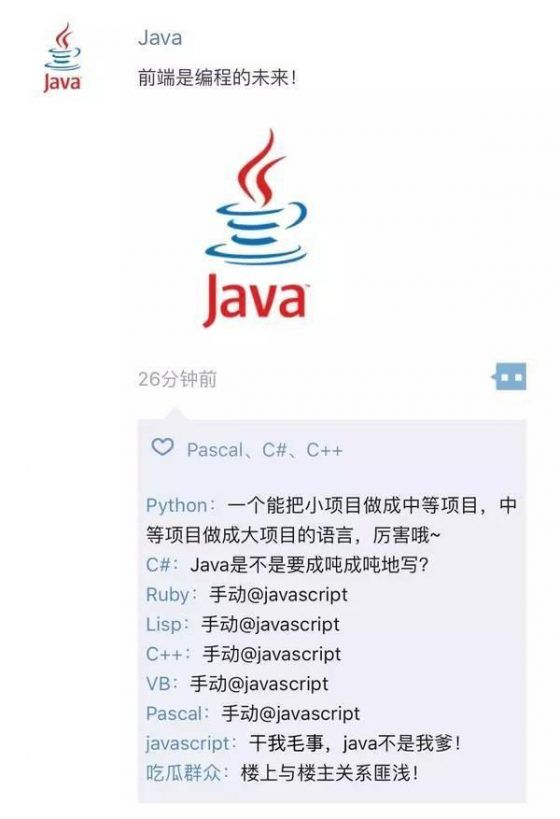 Java
Java
前端是编程的未来！
Java™
26分钟前
Pascal、C#、C++
Python：一个能把小项目做成中等项目，中
等项目做成大项目的语言，厉害哦~
C#：Java是不是要成吨成吨地写？
Ruby：手动@javascript
Lisp：手动@javascript
C++：手动@javascript
VB：手动@javascript
Pascal：手动@javascript
javascript：干我毛事，java不是我爹！
吃瓜群众：楼上与楼主关系匪浅！